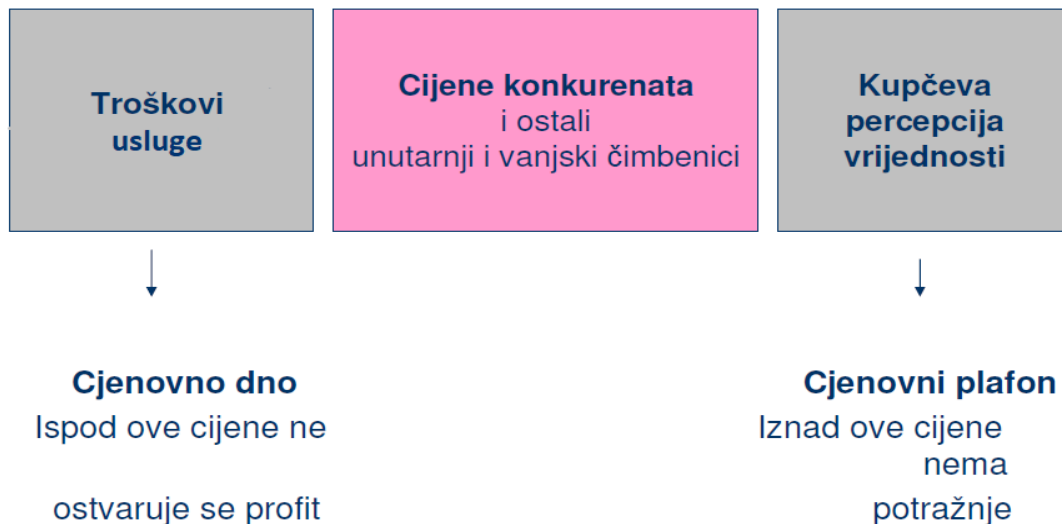 Troškovi
usluge
Cijene konkurenata
i ostali
unutarnji i vanjski čimbenici
Kupčeva
percepcija
vrijednosti
Cjenovno dno
Ispod ove cijene ne
ostvaruje se profit
Cjenovni plafon
Iznad ove cijene
nema
potražnje